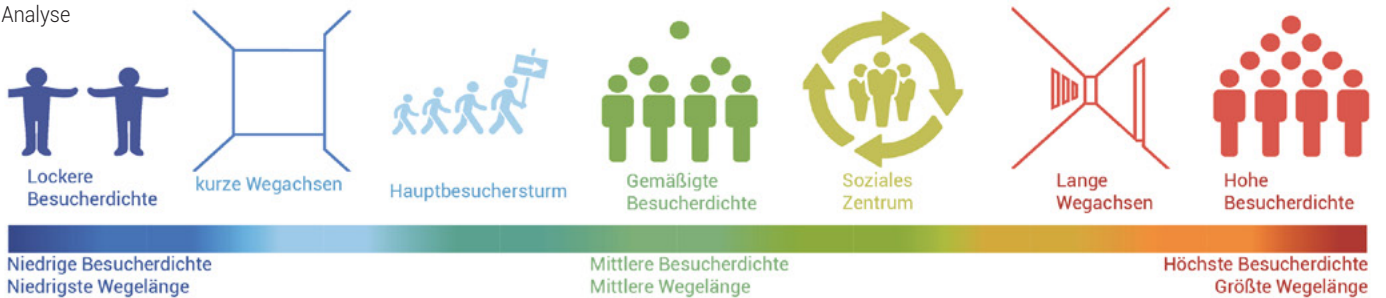 Analyse
Lockere
Besucherdichte
kurze Wegachsen
Hauptbesuchersturm
Gemäßigte
Besucherdichte
Soziales
Zentrum
Lange
Wegachsen
Hohe
Besucherdichte
Niedrige Besucherdichte
Niedrigste Wegelänge
Mittlere Besucherdichte
Mittlere Wegelänge
Höchste Besucherdichte
Größte Wegelänge